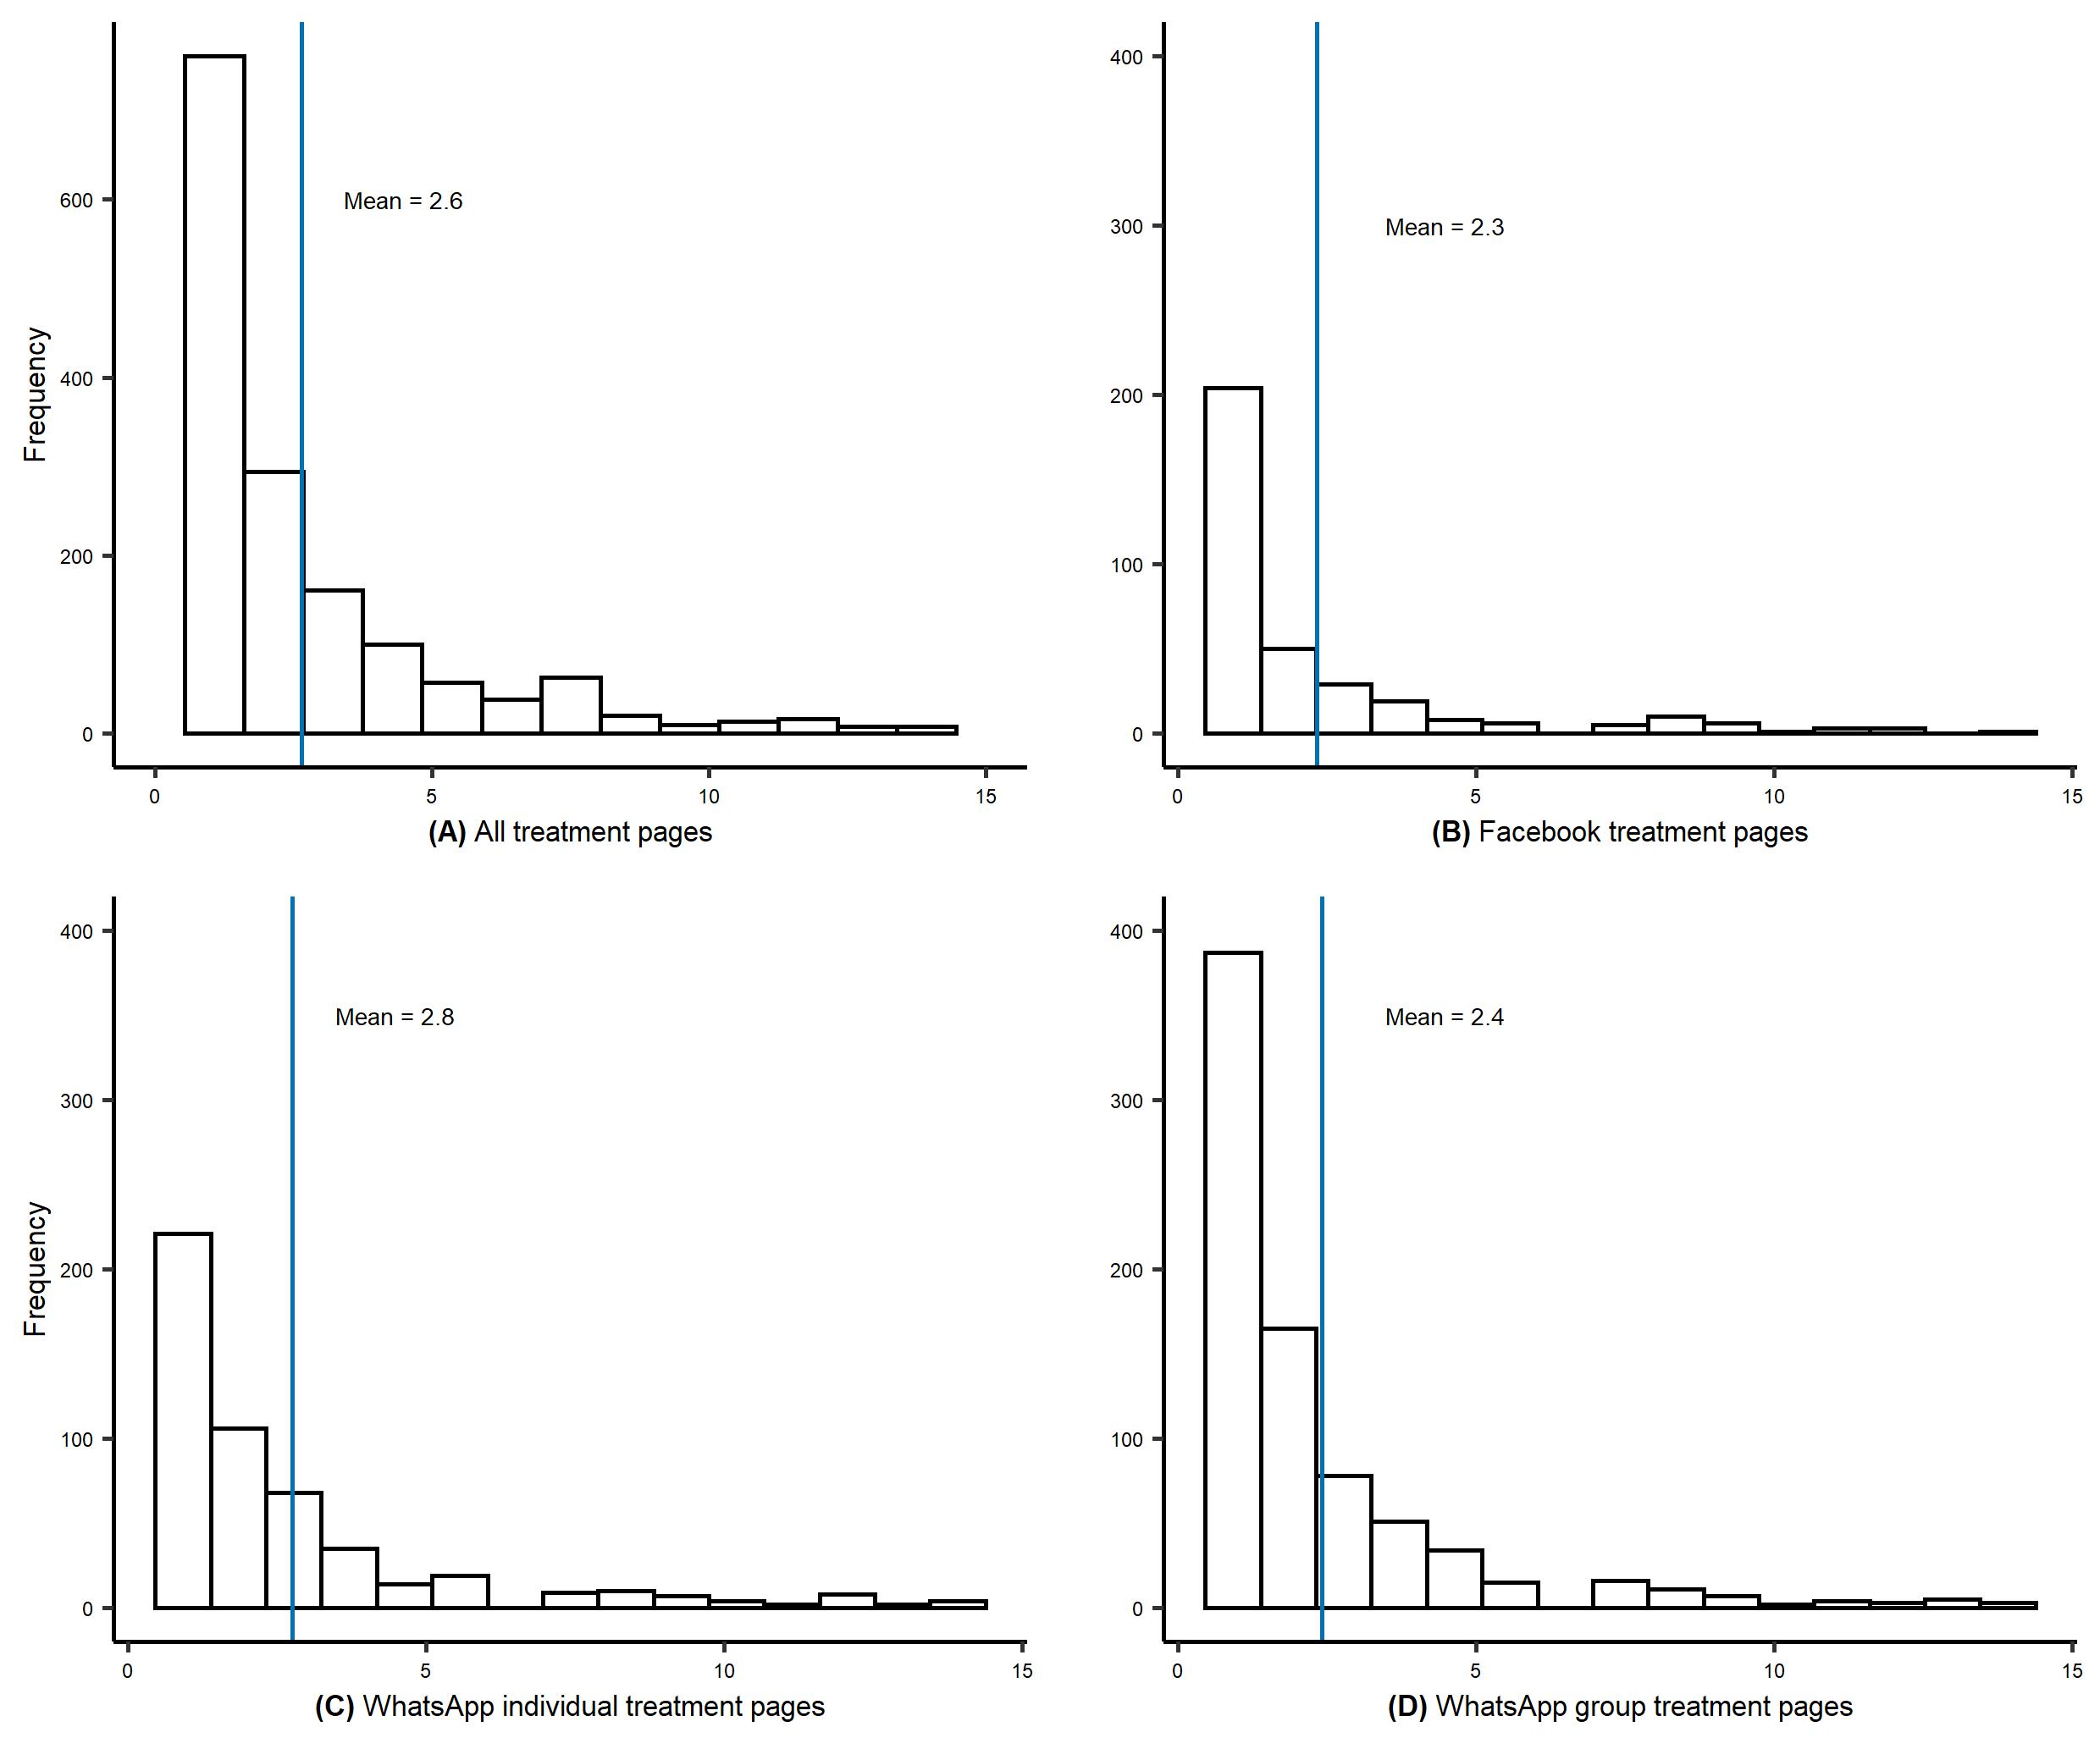 Frequency
600
400
200
0
Mean = 2.6
0 5 10 15
(A) All treatment pages
400
300
200
100
0
Mean = 2.3
0 5 10 15
(B) Facebook treatment pages
Frequency
400
300
200
100
0
Mean = 2.8
0 5 10 15
(C) WhatsApp individual treatment pages
400
300
200
100
0
Mean = 2.4
0 5 10 15
(D) WhatsApp group treatment pages